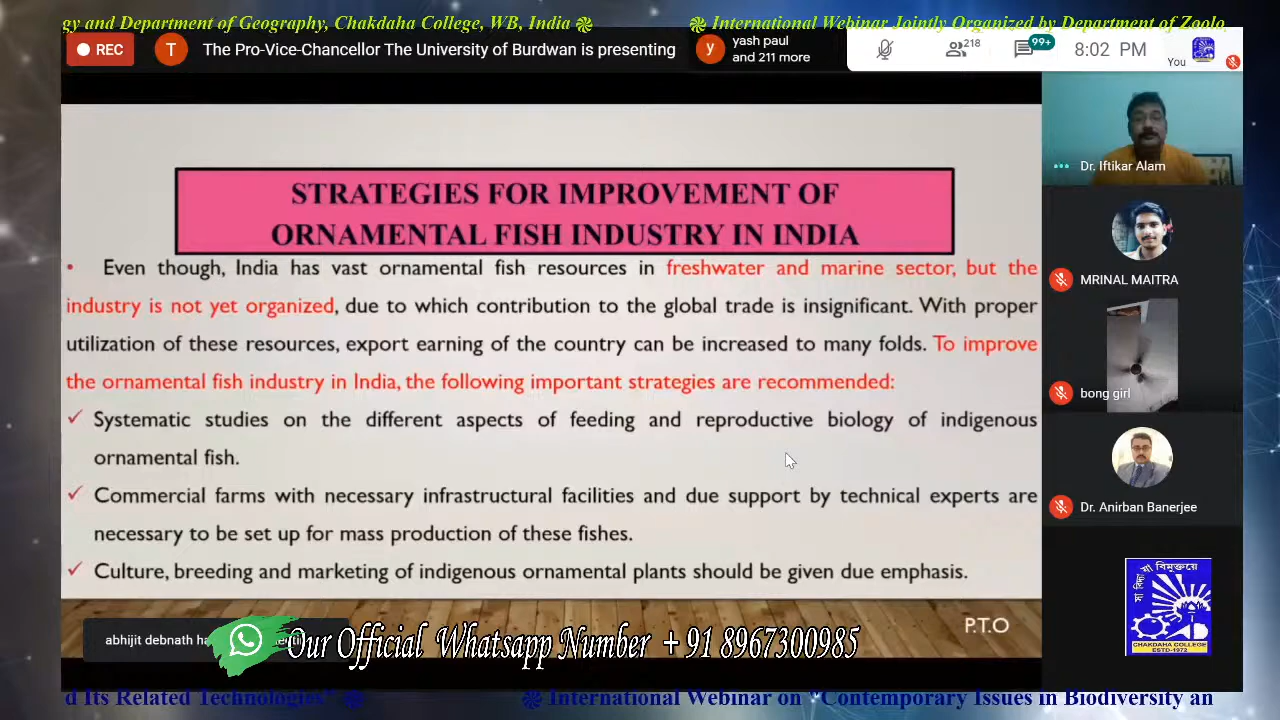 gy and Department of Geography, Chakdaha College, WB, India ֎
֎ International Webinar Jointly Organized by Department of Zoolo
REC
T
The Pro-Vice-Chancellor The University of Burdwan is presenting
y
yash paul
and 211 more
218
99+
8:02 PM
You
Dr. Iftikar Alam
MRINAL MAITRA
bong girl
Dr. Anirban Banerjee
STRATEGIES FOR IMPROVEMENT OF
ORNAMENTAL FISH INDUSTRY IN INDIA
• Even though, India has vast ornamental fish resources in freshwater and marine sector, but the
industry is not yet organized, due to which contribution to the global trade is insignificant. With proper
utilization of these resources, export earning of the country can be increased to many folds. To improve
the ornamental fish industry in India, the following important strategies are recommended:
✓ Systematic studies on the different aspects of feeding and reproductive biology of indigenous
ornamental fish.
✓ Commercial farms with necessary infrastructural facilities and due support by technical experts are
necessary to be set up for mass production of these fishes.
✓ Culture, breeding and marketing of indigenous ornamental plants should be given due emphasis.
P.T.O
abhijit debnath ha
Our Official Whatsapp Number +91 8967300985
সা বিদ্যা যা বিমুক্তয়ে
CHAKDAHA COLLEGE
ESTD-1972
d Its Related Technologies" ֎
֎ International Webinar on "Contemporary Issues in Biodiversity an